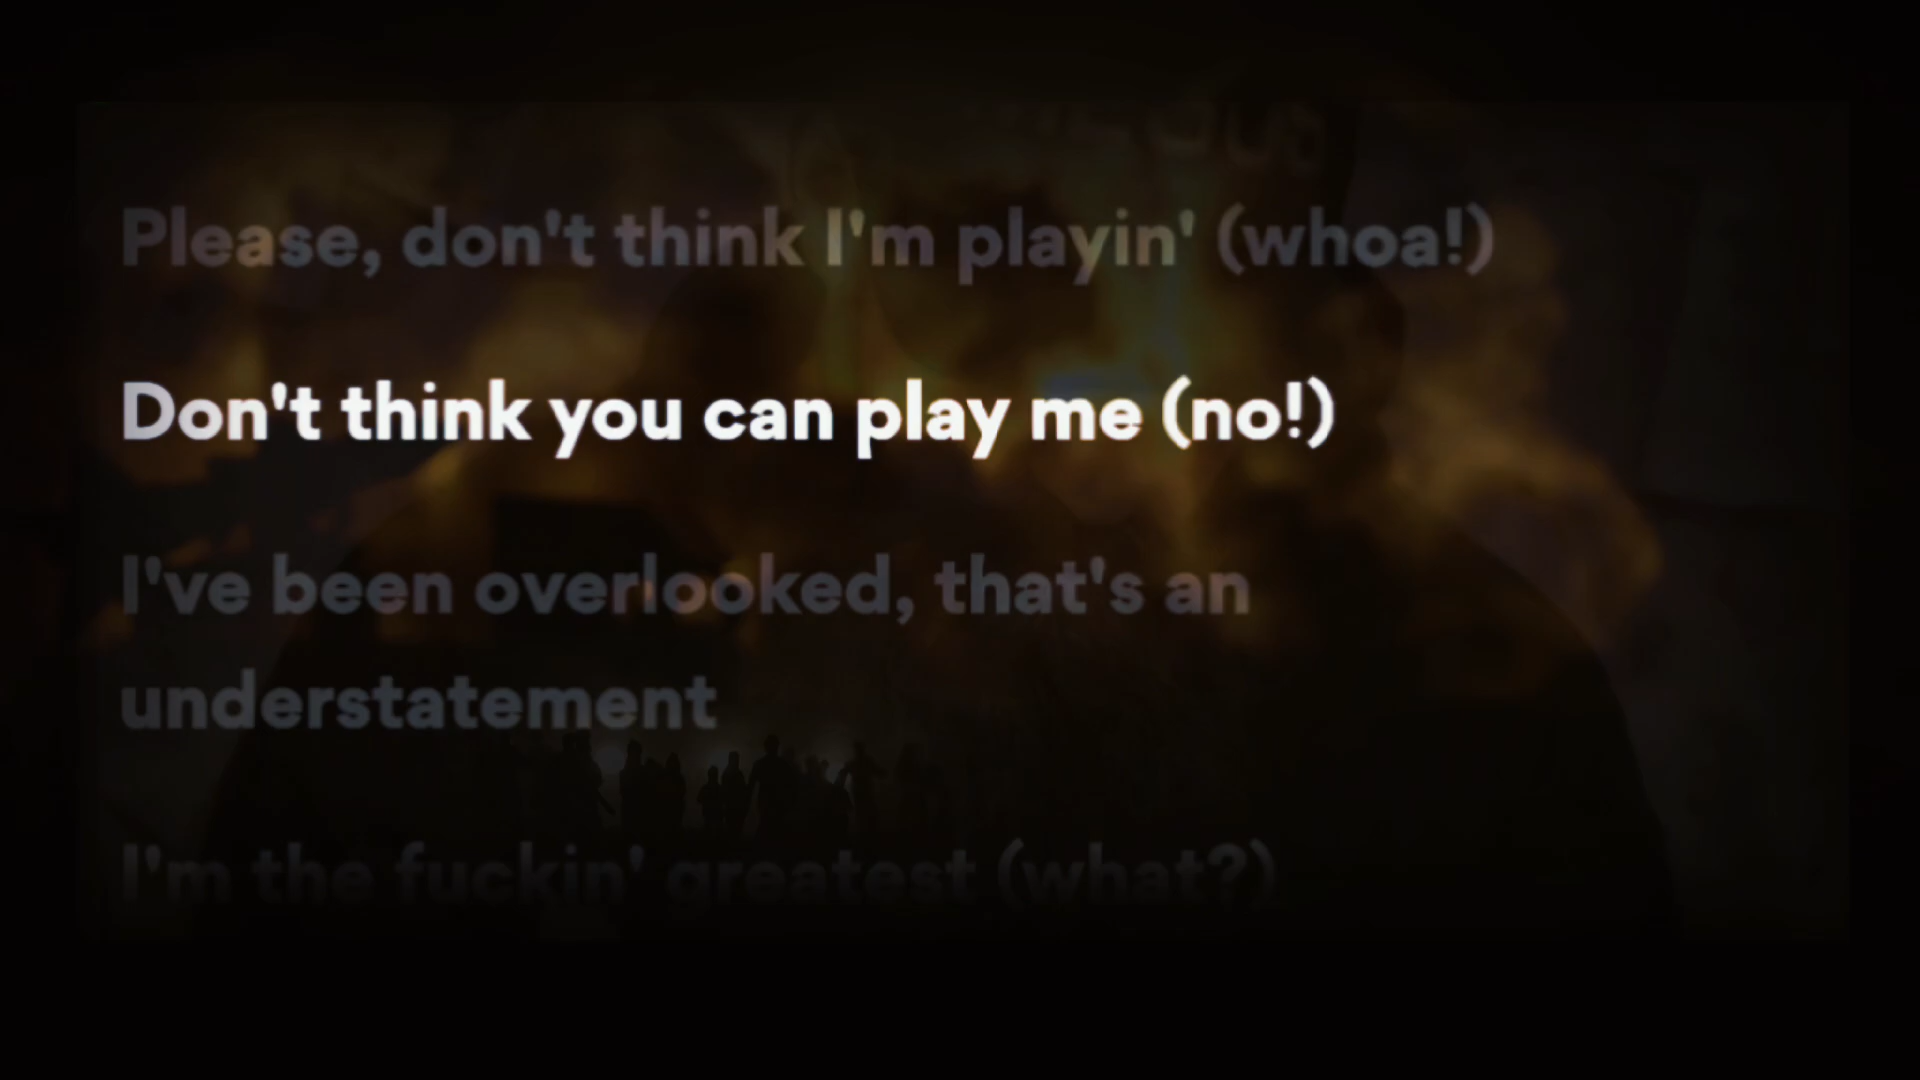 Please, don't think I'm playin' (whoa!)
Don't think you can play me (no!)
I've been overlooked, that's an
understatement
I'm the fuckin' greatest (what?)